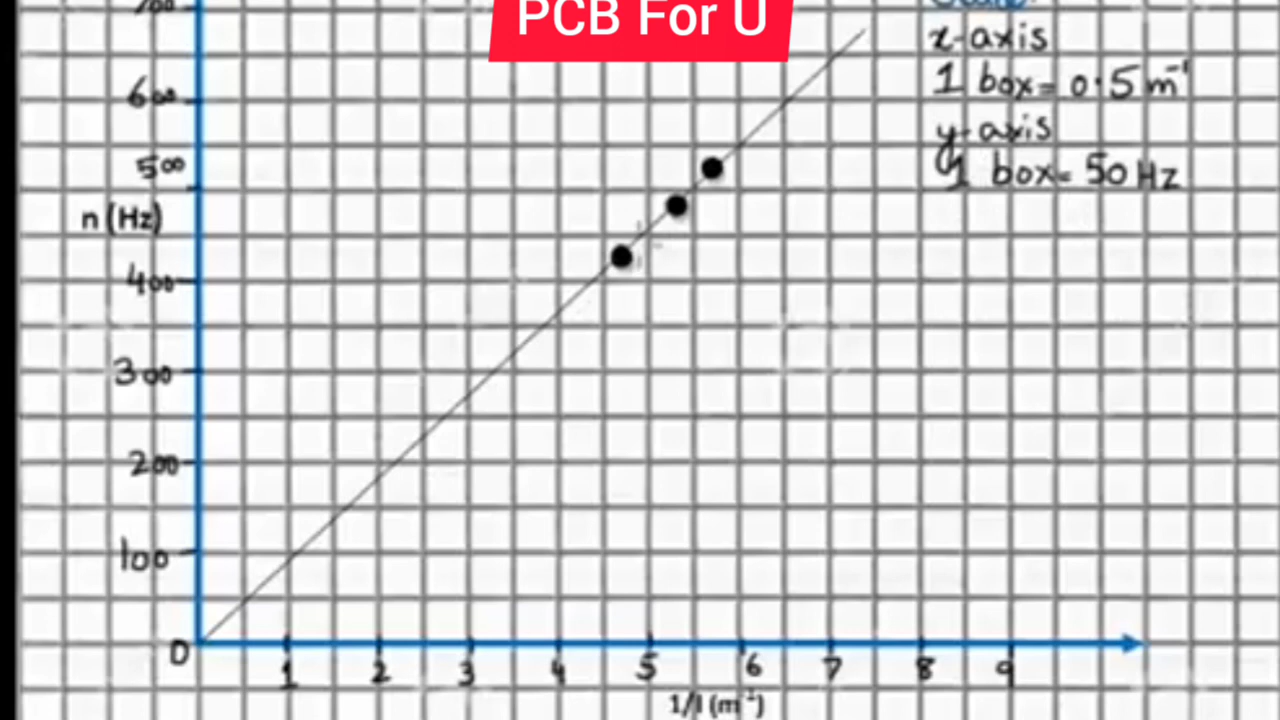 PCB For U
x-axis
1 box = 0.5 m⁻¹
y-axis
1 box = 50 Hz
700
600
500
n (Hz)
400
300
200
100
0
1 2 3 4 5 6 7 8 9
1/l (m⁻¹)